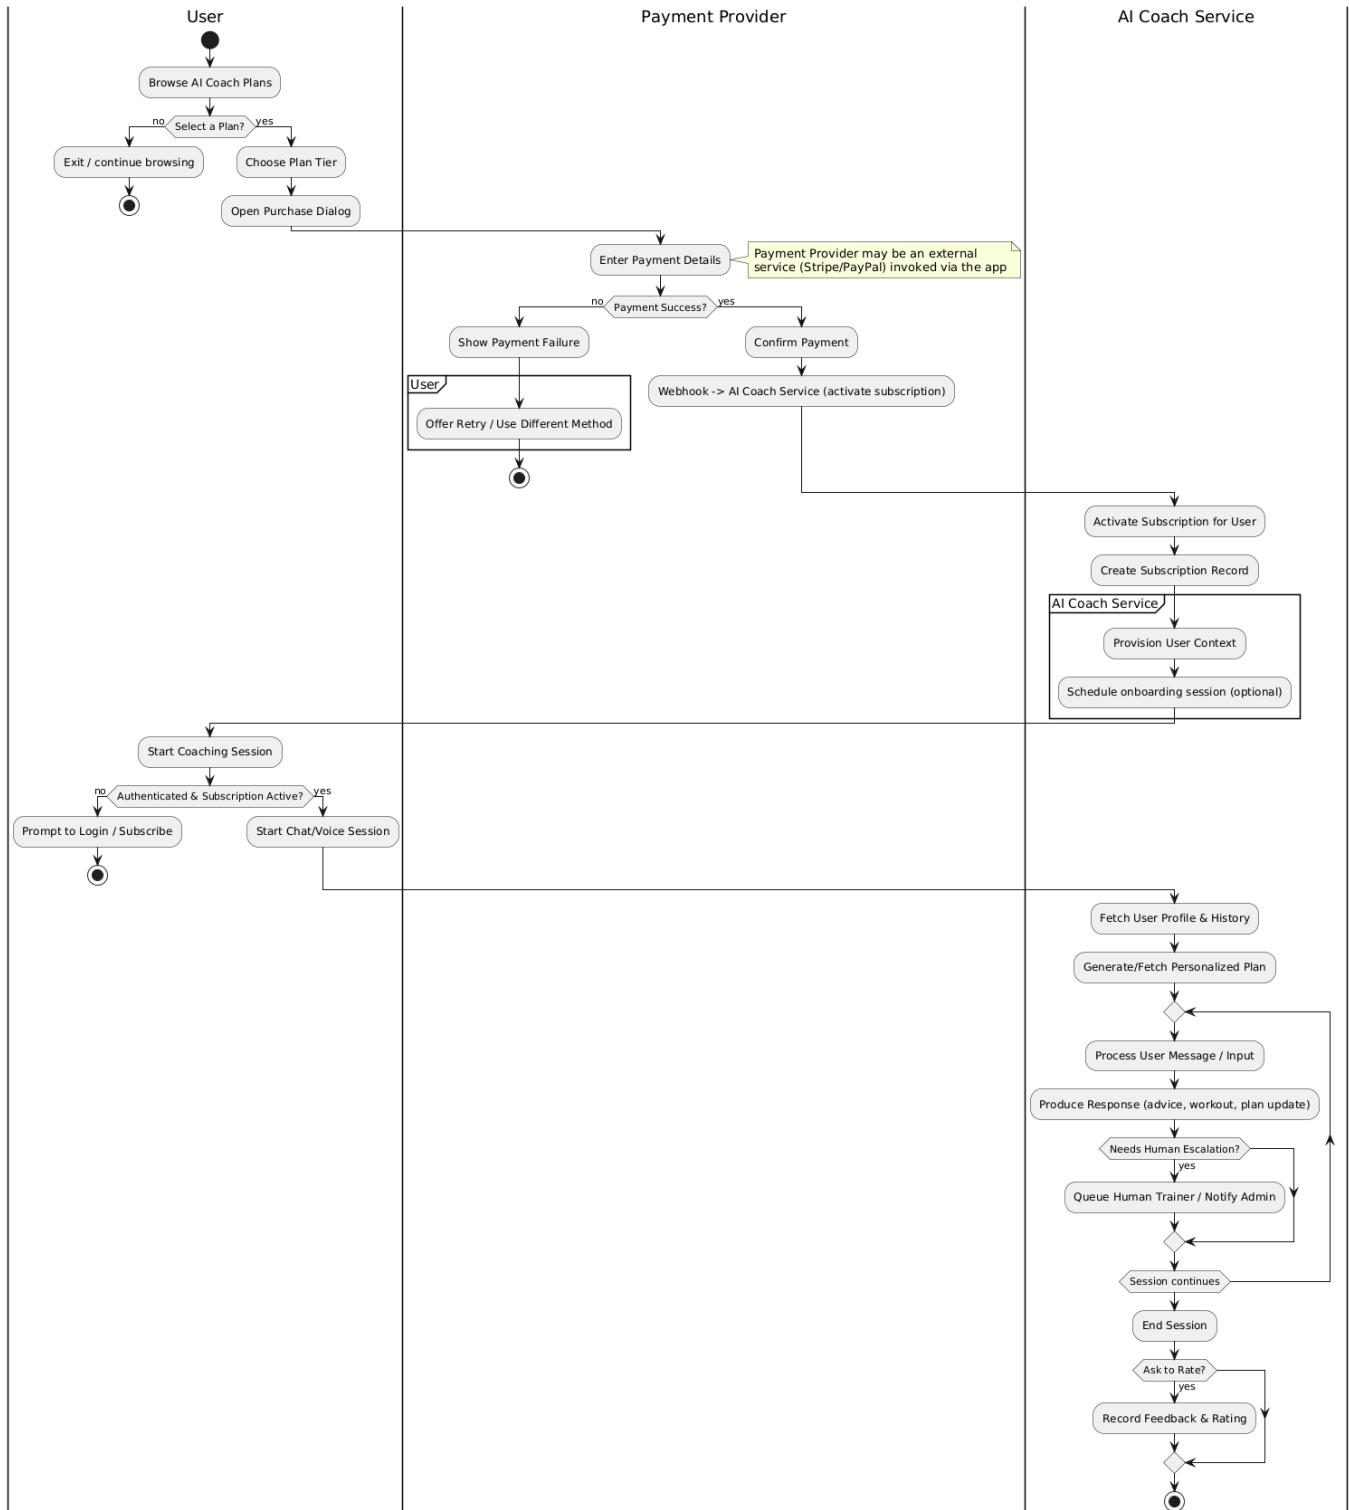 User
Payment Provider
AI Coach Service
Browse AI Coach Plans
no
Select a Plan?
yes
Exit / continue browsing
Choose Plan Tier
Open Purchase Dialog
Enter Payment Details
Payment Provider may be an external
service (Stripe/PayPal) invoked via the app
no
Payment Success?
yes
Show Payment Failure
Confirm Payment
User
Webhook -> AI Coach Service (activate subscription)
Offer Retry / Use Different Method
Activate Subscription for User
Create Subscription Record
AI Coach Service
Provision User Context
Schedule onboarding session (optional)
Start Coaching Session
no
Authenticated & Subscription Active?
yes
Prompt to Login / Subscribe
Start Chat/Voice Session
Fetch User Profile & History
Generate/Fetch Personalized Plan
Process User Message / Input
Produce Response (advice, workout, plan update)
Needs Human Escalation?
yes
Queue Human Trainer / Notify Admin
Session continues
End Session
Ask to Rate?
yes
Record Feedback & Rating